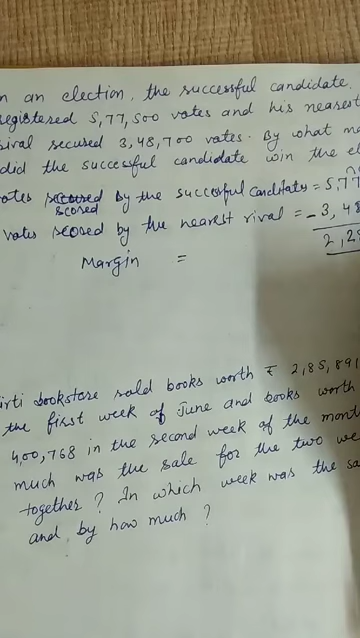 n an election, the successful candidate
registered 5,77,500 votes and his nearest
rival secured 3,48,700 votes. By what ma
did the successful candidate win the el
votes scored by the successful candidate = 5,77
votes scored by the nearest rival = - 3,48
2,28
Margin =
irti bookstore sold books worth ₹ 2,85,891
the first week of June and books worth
4,00,768 in the second week of the mont
much was the sale for the two we
together? In which week was the sa
and by how much?